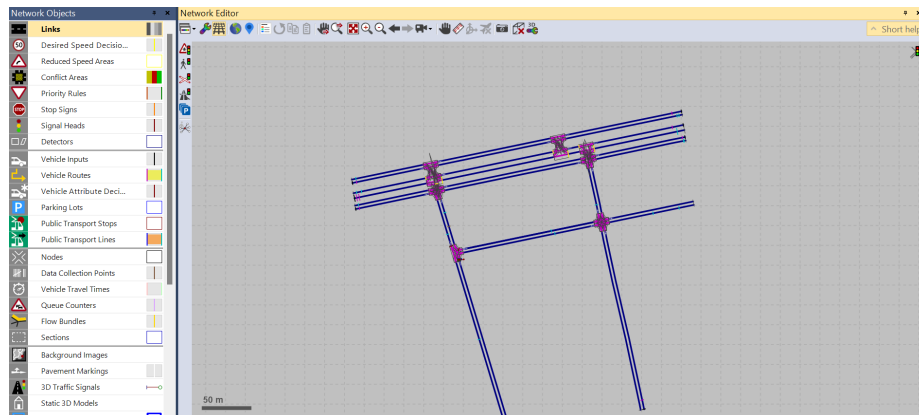 Network Objects
Network Editor
Links
50
Desired Speed Decisio...
Reduced Speed Areas
Conflict Areas
Priority Rules
STOP
Stop Signs
Signal Heads
Detectors
Vehicle Inputs
Vehicle Routes
Vehicle Attribute Deci...
P
Parking Lots
Public Transport Stops
Public Transport Lines
Nodes
Data Collection Points
Vehicle Travel Times
Queue Counters
Flow Bundles
Sections
Background Images
Pavement Markings
3D Traffic Signals
Static 3D Models
3D
Short help
P
50 m